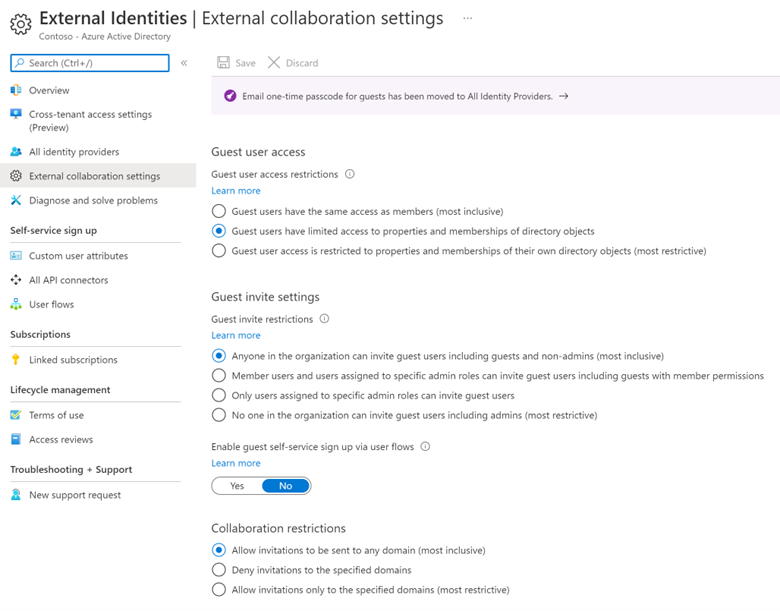 External Identities | External collaboration settings ...
Contoso - Azure Active Directory
Search (Ctrl+/)
«
Overview
Cross-tenant access settings
(Preview)
All identity providers
External collaboration settings
Diagnose and solve problems
Self-service sign up
Custom user attributes
All API connectors
User flows
Subscriptions
Linked subscriptions
Lifecycle management
Terms of use
Access reviews
Troubleshooting + Support
New support request
Save Discard
Email one-time passcode for guests has been moved to All Identity Providers. →
Guest user access
Guest user access restrictions
Learn more
Guest users have the same access as members (most inclusive)
Guest users have limited access to properties and memberships of directory objects
Guest user access is restricted to properties and memberships of their own directory objects (most restrictive)
Guest invite settings
Guest invite restrictions
Learn more
Anyone in the organization can invite guest users including guests and non-admins (most inclusive)
Member users and users assigned to specific admin roles can invite guest users including guests with member permissions
Only users assigned to specific admin roles can invite guest users
No one in the organization can invite guest users including admins (most restrictive)
Enable guest self-service sign up via user flows
Learn more
Yes No
Collaboration restrictions
Allow invitations to be sent to any domain (most inclusive)
Deny invitations to the specified domains
Allow invitations only to the specified domains (most restrictive)